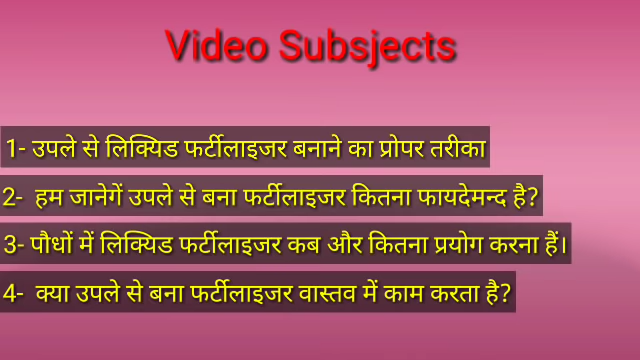 Video Subsjects
1- उपले से लिक्यिड फर्टीलाइजर बनाने का प्रोपर तरीका
2- हम जानेगें उपले से बना फर्टीलाइजर कितना फायदेमन्द है?
3- पौधों में लिक्यिड फर्टीलाइजर कब और कितना प्रयोग करना हैं।
4- क्या उपले से बना फर्टीलाइजर वास्तव में काम करता है?